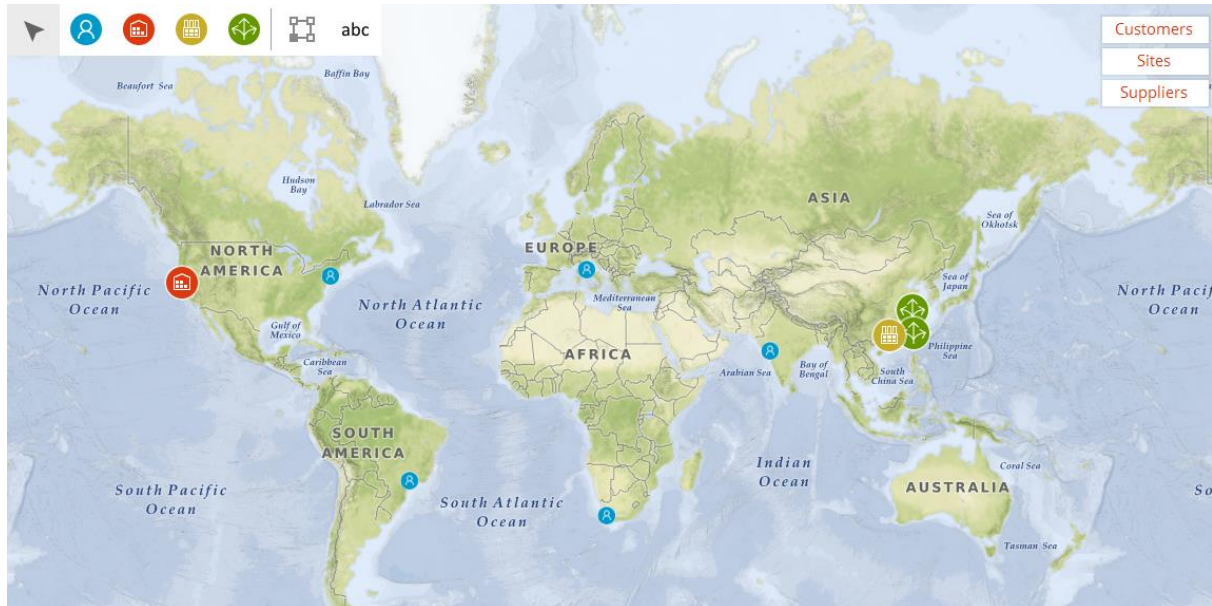 abc
Customers
Sites
Suppliers
Baffin Bay
Beaufort Sea
Hudson
Bay
Labrador Sea
ASIA
Sea of
Okhotsk
NORTH
AMERICA
EUROPE
North Pacific
Ocean
North Atlantic
Ocean
Mediterranean
Sea
Sea of
Japan
North Pacif
Ocean
Gulf of
Mexico
Caribbean
Sea
AFRICA
Arabian Sea
Bay of
Bengal
South
China Sea
Philippine
Sea
SOUTH
AMERICA
Indian
Ocean
Coral Sea
AUSTRALIA
South Pacific
Ocean
South Atlantic
Ocean
So
Tasman Sea